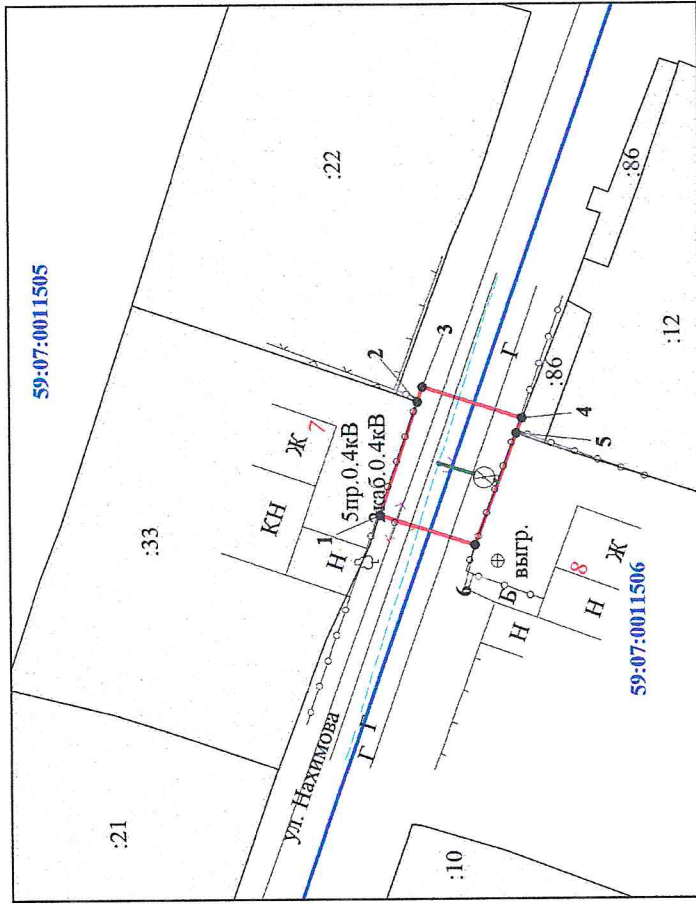 59:07:0011505
:22
:33
:21
2
3
7
Ж
КН
Н
1
5пр.0.4кВ
каб.0.4кВ
Г
:86
:86
:12
4
5
ул. Нахимова
Г
Г
6
выгр.
Б
Н
8
Ж
Н
59:07:0011506
:10